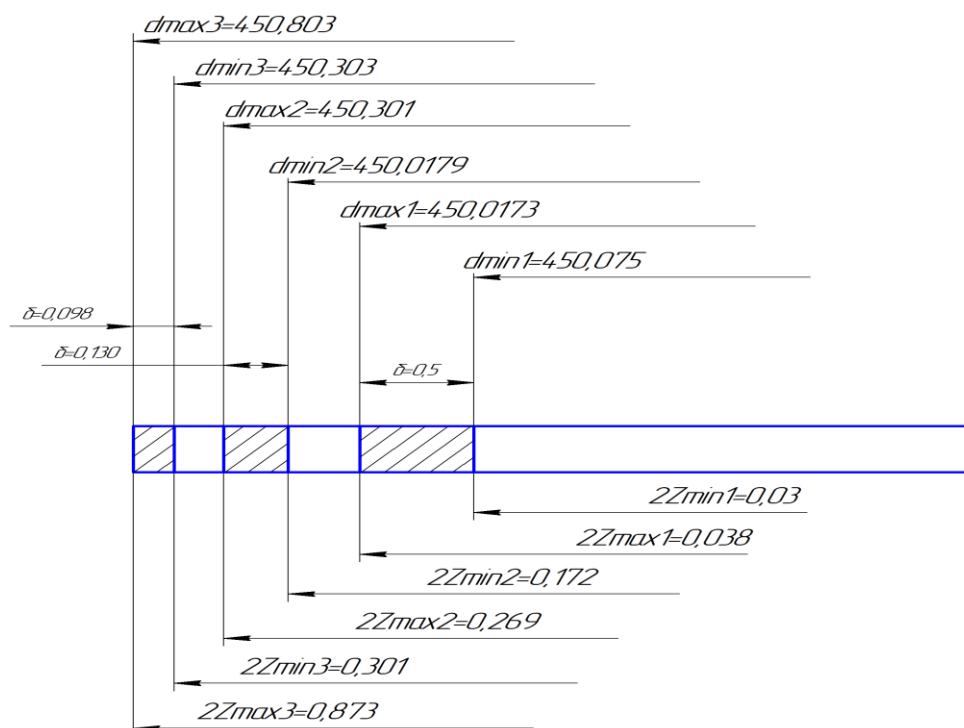 dmax3=450,803
dmin3=450,303
dmax2=450,301
dmin2=450,0179
dmax1=450,0173
dmin1=450,075
δ=0,098
δ=0,130
δ=0,5
2Zmin1=0,03
2Zmax1=0,038
2Zmin2=0,172
2Zmax2=0,269
2Zmin3=0,301
2Zmax3=0,873